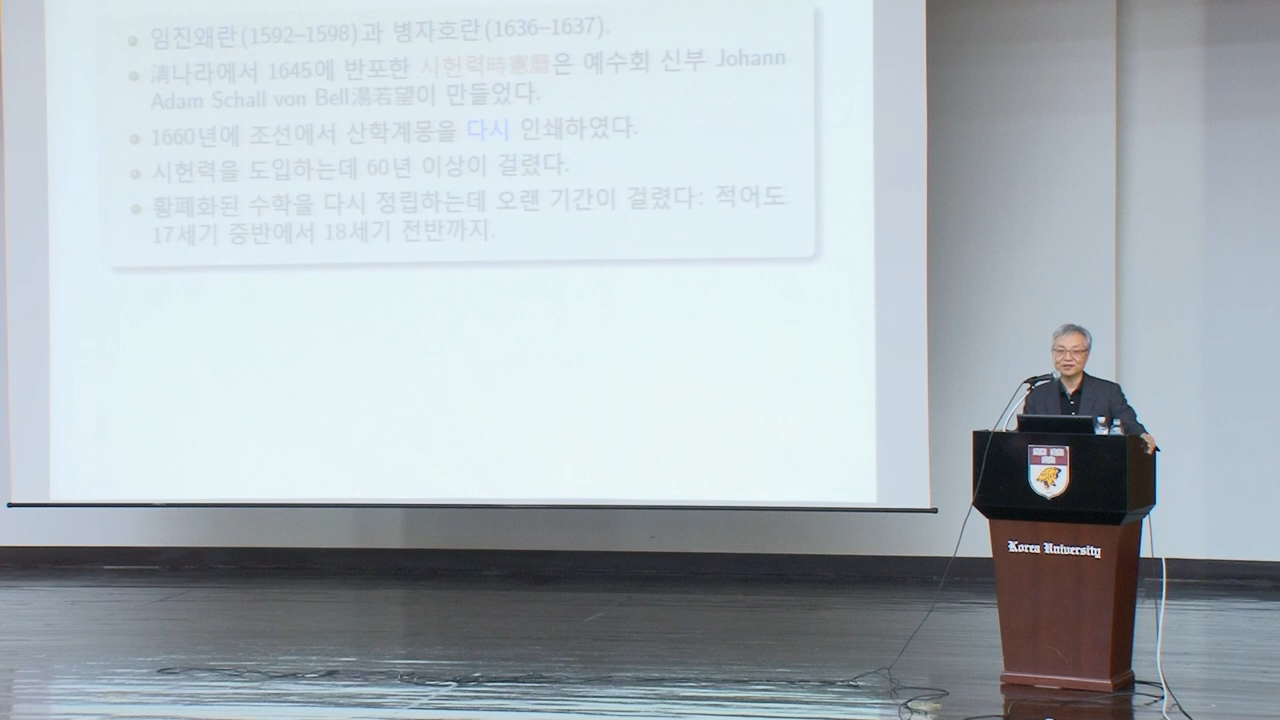 임진왜란(1592–1598)과 병자호란(1636–1637).
淸나라에서 1645에 반포한 시헌력時憲曆은 예수회 신부 Johann
Adam Schall von Bell湯若望이 만들었다.
1660년에 조선에서 산학계몽을 다시 인쇄하였다.
시헌력을 도입하는데 60년 이상이 걸렸다.
황폐화된 수학을 다시 정립하는데 오랜 기간이 걸렸다: 적어도
17세기 중반에서 18세기 전반까지.
Korea University